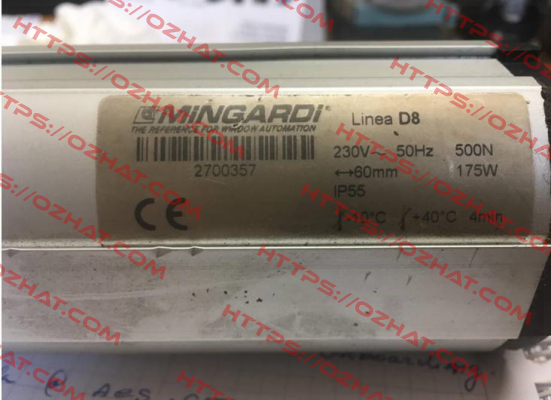 MINGARDI®
THE REFERENCE FOR WINDOW AUTOMATION
2700357
CE
Linea D8
230V~ 50Hz 500N
↔60mm 175W
IP55
-10°C +40°C 4min
HTTPS://OZHAT.COM